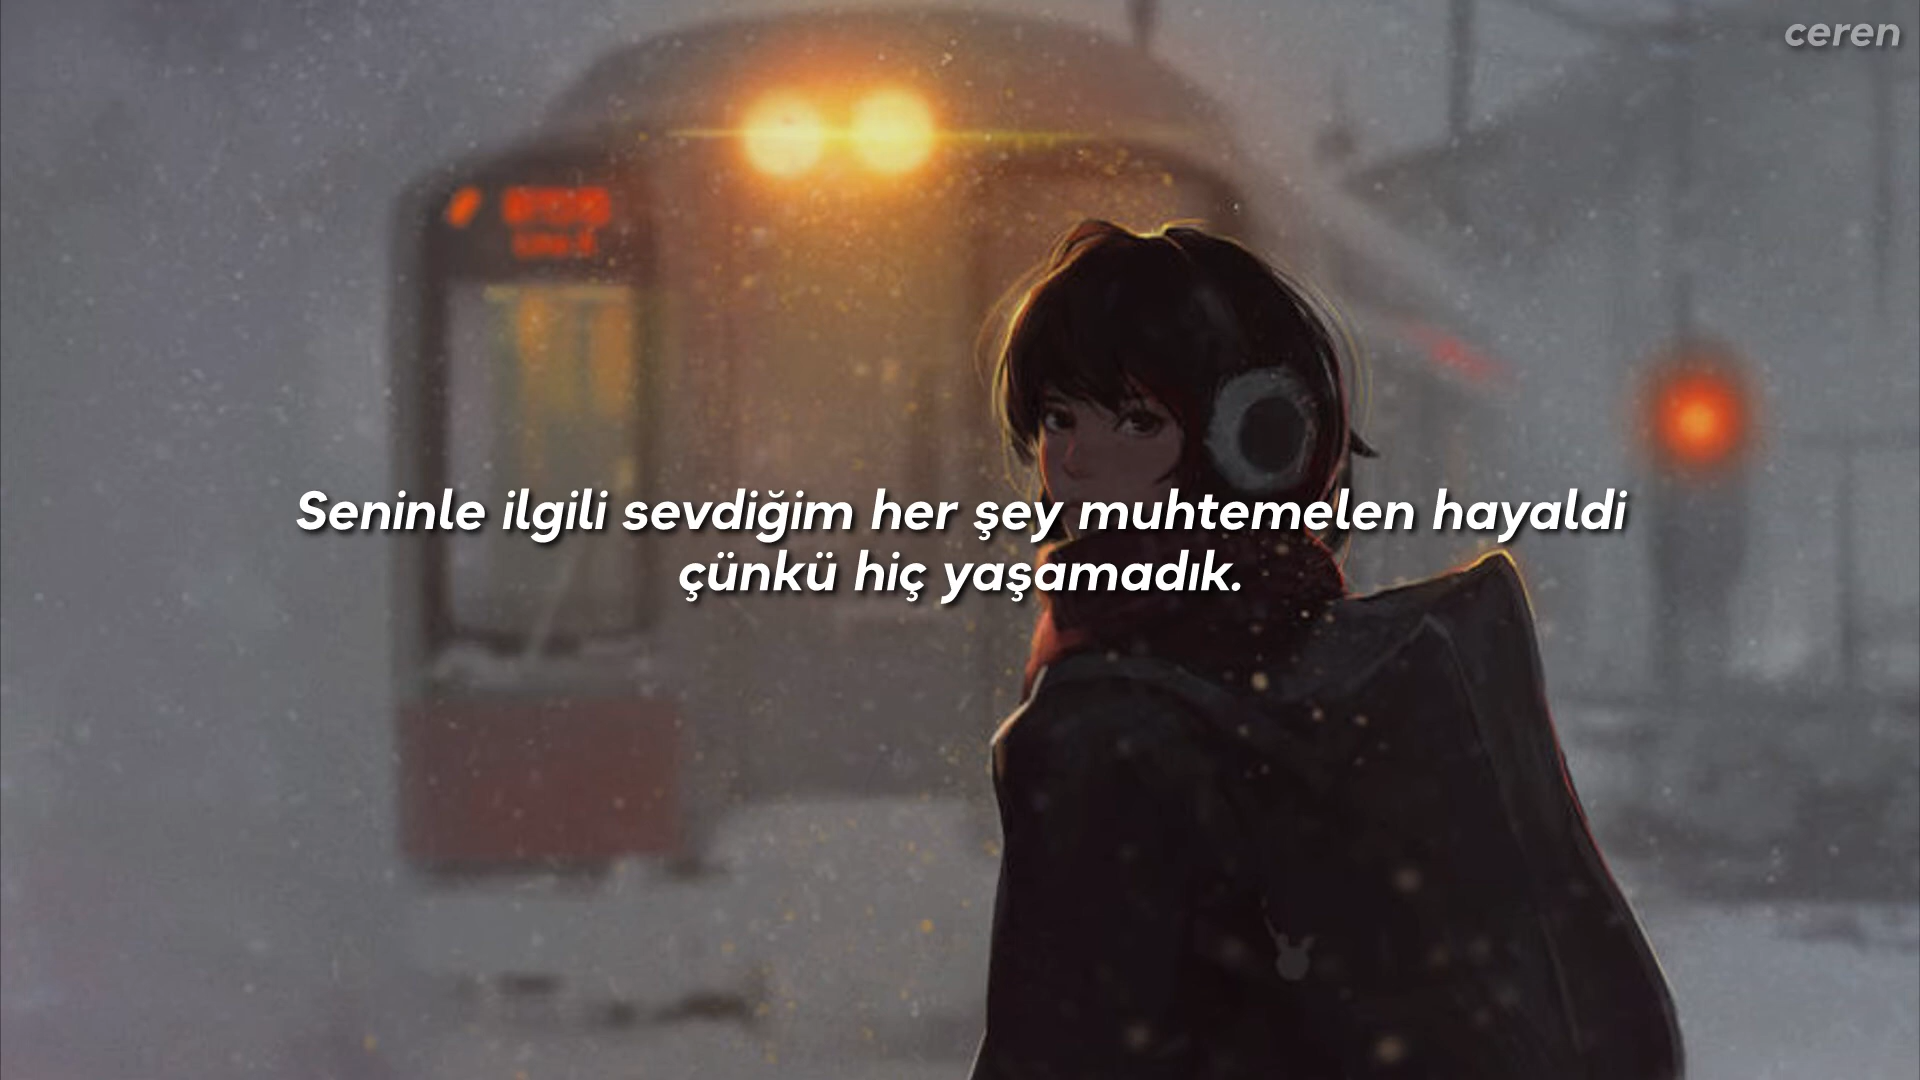 ceren
Seninle ilgili sevdiğim her şey muhtemelen hayaldi
çünkü hiç yaşamadık.